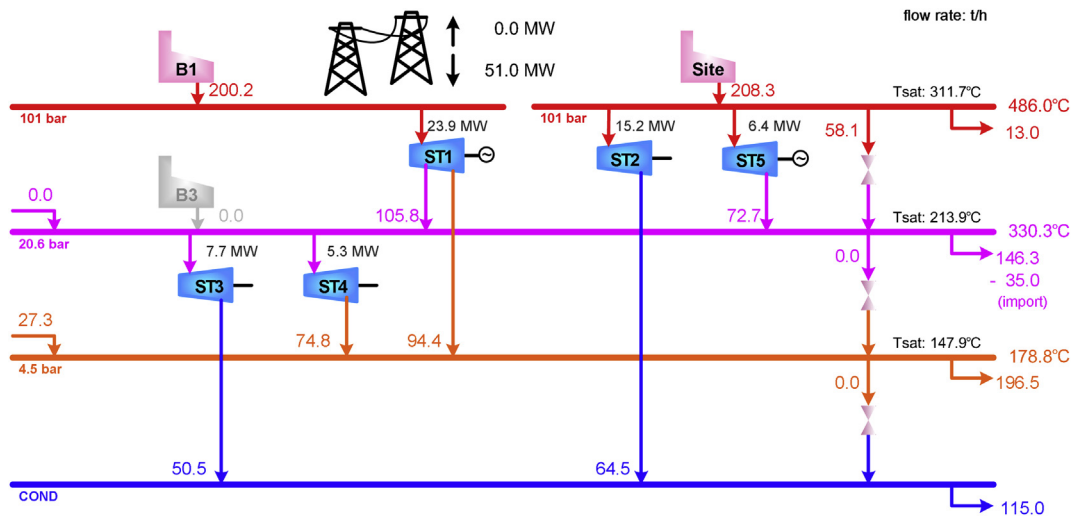 flow rate: t/h
0.0 MW
51.0 MW
B1
200.2
Site
208.3
Tsat: 311.7℃
486.0℃
101 bar
101 bar
13.0
23.9 MW
15.2 MW
6.4 MW
58.1
ST1
ST2
ST5
B3
0.0
0.0
105.8
72.7
Tsat: 213.9℃
330.3℃
20.6 bar
7.7 MW
5.3 MW
0.0
146.3
- 35.0
(import)
ST3
ST4
27.3
74.8
94.4
Tsat: 147.9℃
178.8℃
4.5 bar
0.0
196.5
50.5
64.5
COND
115.0